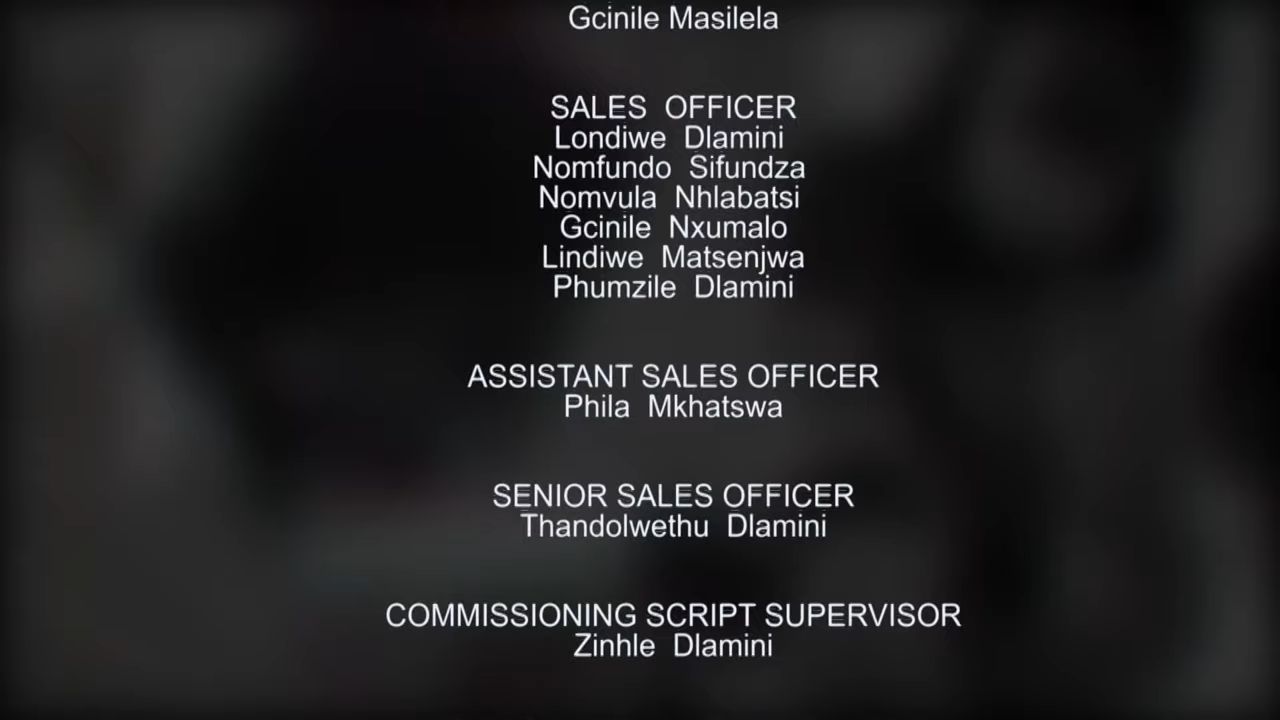 Gcinile Masilela
SALES OFFICER
Londiwe Dlamini
Nomfundo Sifundza
Nomvula Nhlabatsi
Gcinile Nxumalo
Lindiwe Matsenjwa
Phumzile Dlamini
ASSISTANT SALES OFFICER
Phila Mkhatswa
SENIOR SALES OFFICER
Thandolwethu Dlamini
COMMISSIONING SCRIPT SUPERVISOR
Zinhle Dlamini